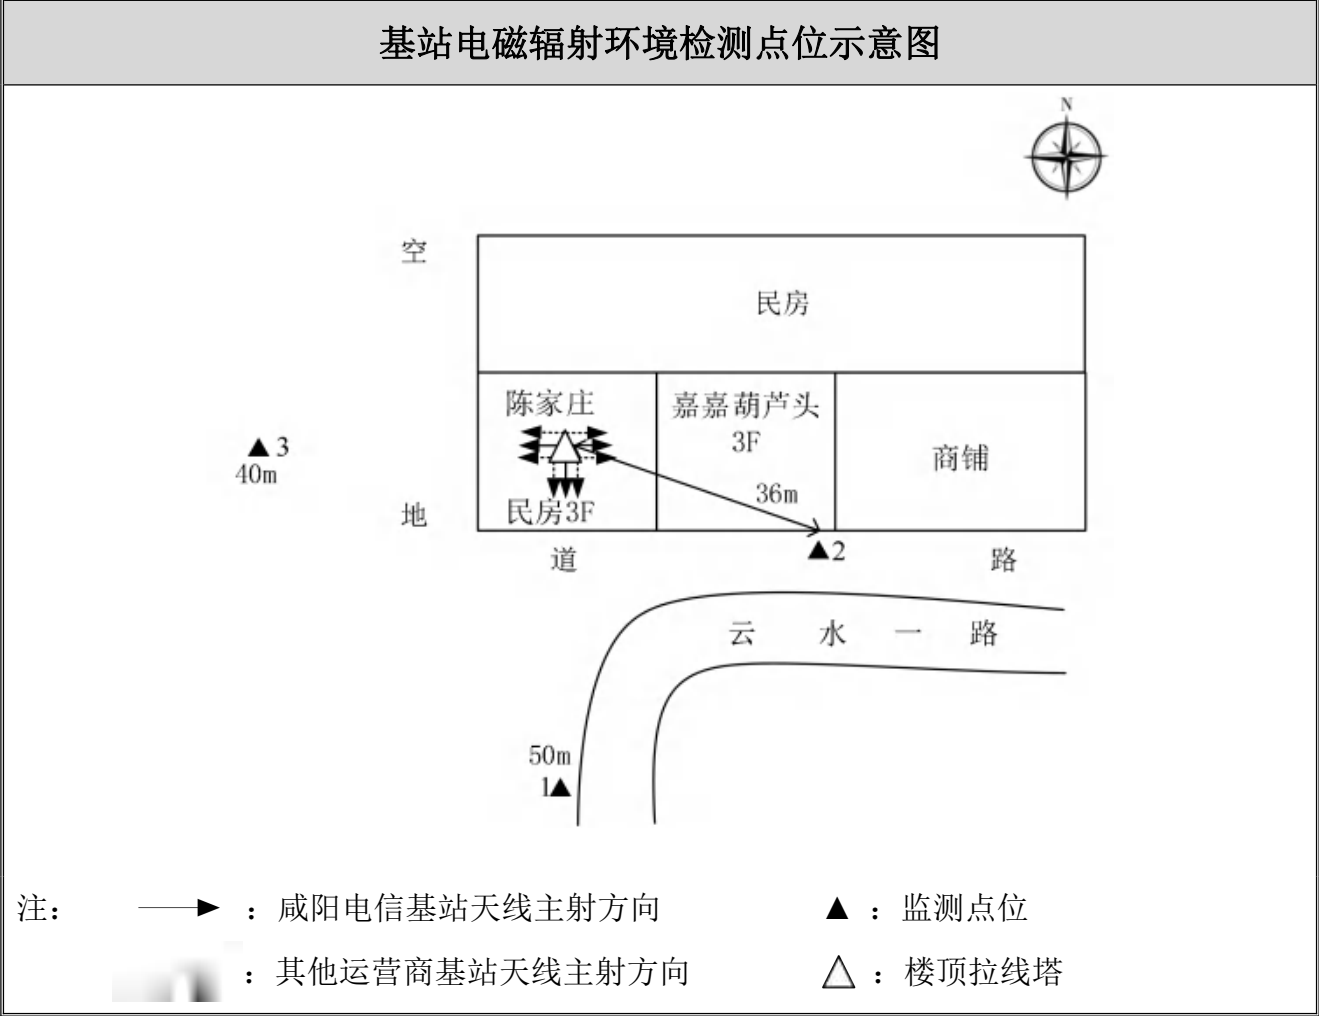 基站电磁辐射环境检测点位示意图
N
空
民房
陈家庄
嘉嘉葫芦头
3F
▲3
40m
商铺
36m
地
民房3F
道
▲2
路
云水一路
50m
1▲
注：
：咸阳电信基站天线主射方向
▲：监测点位
：其他运营商基站天线主射方向
△：楼顶拉线塔